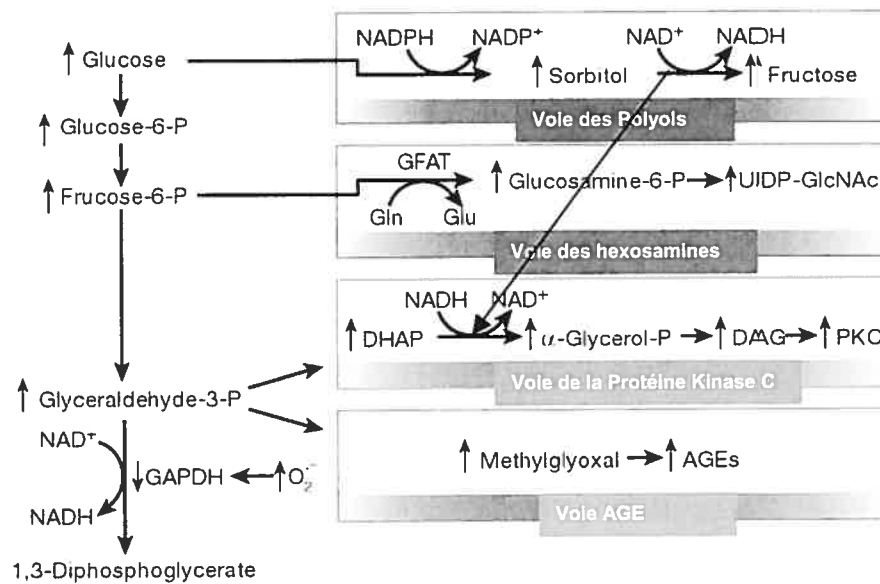 ↑ Glucose
↑ Glucose-6-P
↑ Frucose-6-P
↑ Glyceraldehyde-3-P
NAD⁺
↓ GAPDH ← ↑ O₂˙⁻
NADH
1,3-Diphosphoglycerate
NADPH NADP⁺ NAD⁺ NADH
↑ Sorbitol ↑ Fructose
Voie des Polyols
GFAT
↑ Glucosamine-6-P → ↑ UIDP-GlcNAc
Gln Glu
Voie des hexosamines
NADH NAD⁺
↑ DHAP ↑ α-Glycerol-P → ↑ DAAG → ↑ PKC
Voie de la Protéine Kinase C
↑ Methylglyoxal → ↑ AGEs
Voie AGE